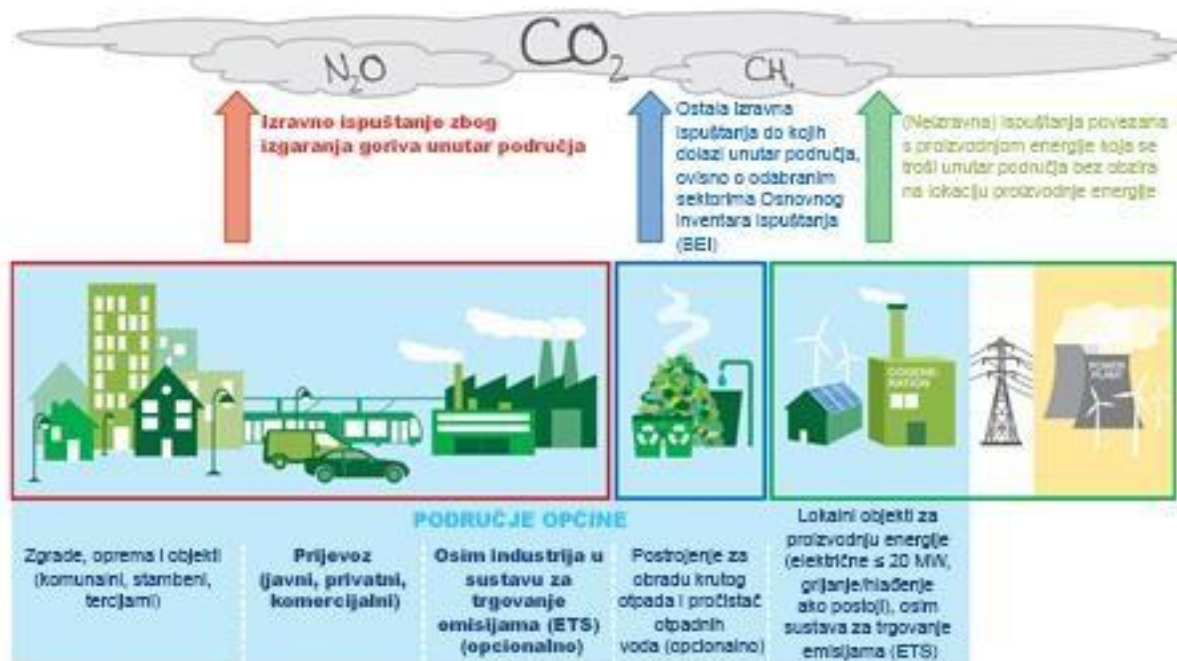 CO₂
N₂O
CH₄
Izravno ispuštanje zbog
izgaranja goriva unutar područja
Ostala izravna
ispuštanja do kojih
dolazi unutar područja,
ovisno o odabranim
sektorima Osnovnog
inventara ispuštanja
(BEI)
(Neizravna) ispuštanja povezana
s proizvodnjom energije koja se
troši unutar područja bez obzira
na lokaciju proizvodnje energije
COGENE-
RATION
POWER
PLANT
PODRUČJE OPĆINE
Zgrade, oprema i objekti
(komunalni, stambeni,
tercijarni)
Prijevoz
(javni, privatni,
komercijalni)
Osim industrija u
sustavu za
trgovanje
emisijama (ETS)
(opcionalno)
Postrojenje za
obradu krutog
otpada i pročistač
otpadnih
voda (opcionalno)
Lokalni objekti za
proizvodnju energije
(električne ≤ 20 MW,
grijanje/hlađenje
ako postoji), osim
sustava za trgovanje
emisijama (ETS)